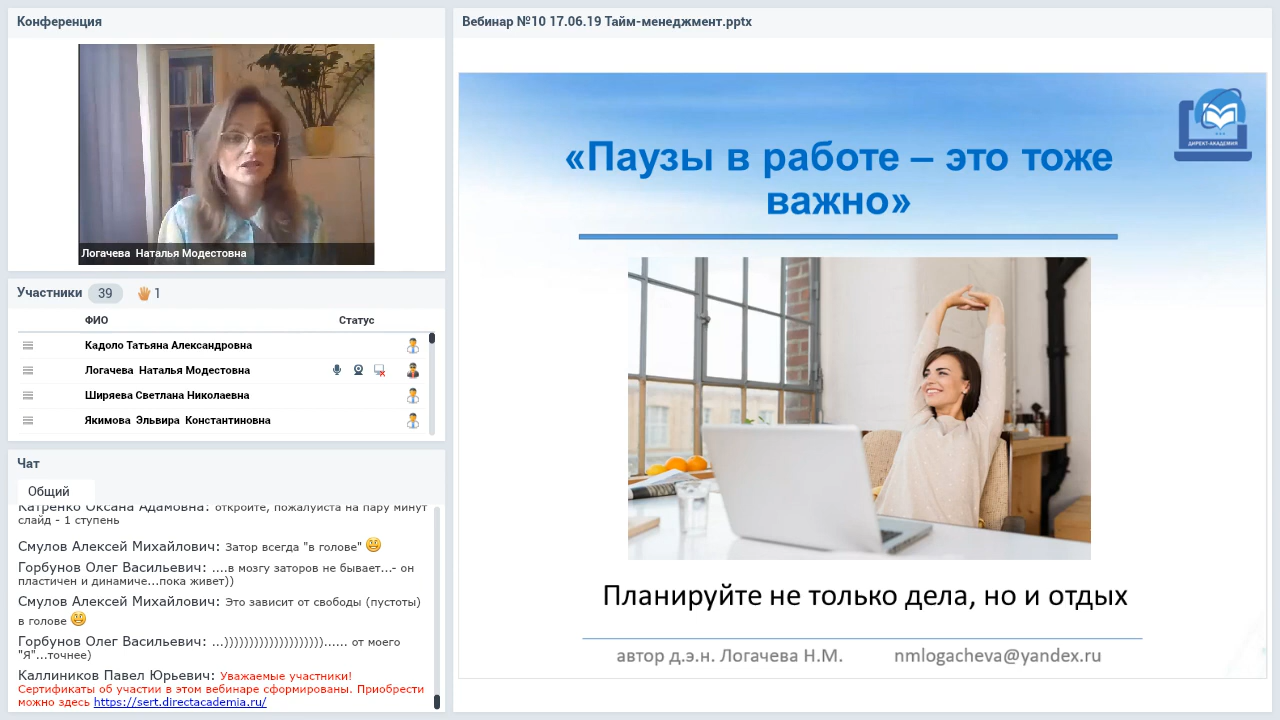 Конференция
Логачева  Наталья Модестовна
Участники 39 1
ФИО Статус
Кадоло Татьяна Александровна
Логачева  Наталья Модестовна
Ширяева Светлана Николаевна
Якимова  Эльвира  Константиновна
Чат
Общий
Катренко Оксана Адамовна: откройте, пожалуйста на пару минут
слайд - 1 ступень
Смулов Алексей Михайлович: Затор всегда "в голове"
Горбунов Олег Васильевич: ....в мозгу заторов не бывает...- он
пластичен и динамиче...пока живет))
Смулов Алексей Михайлович: Это зависит от свободы (пустоты)
в голове
Горбунов Олег Васильевич: ...))))))))))))))))))))...... от моего
"Я"...точнее)
Каллиников Павел Юрьевич: Уважаемые участники!
Сертификаты об участии в этом вебинаре сформированы. Приобрести
можно здесь https://sert.directacademia.ru/
Вебинар №10 17.06.19 Тайм-менеджмент.pptx
ДИРЕКТ-АКАДЕМИЯ
«Паузы в работе – это тоже
важно»
Планируйте не только дела, но и отдых
автор д.э.н. Логачева Н.М. nmlogacheva@yandex.ru